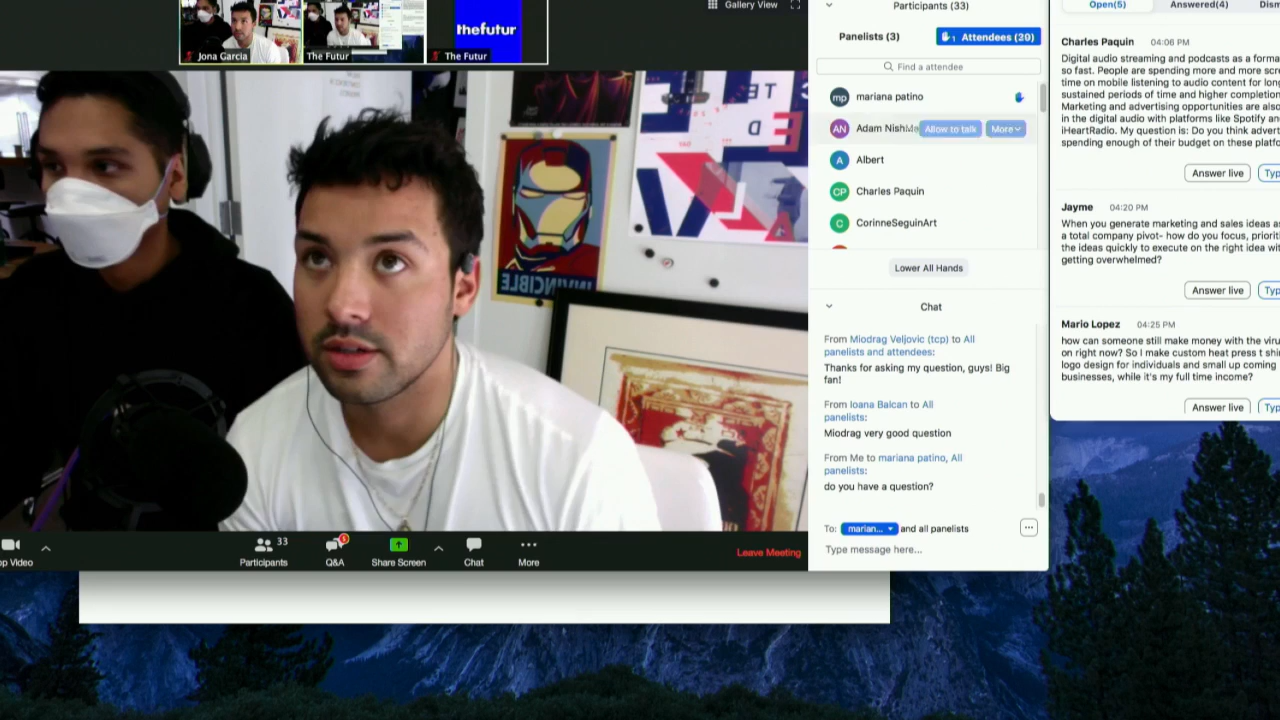 Gallery View
Jona Garcia
The Futur
thefutur
The Futur
INVINCIBLE
Video
Participants
33
Q&A
Share Screen
Chat
More
Leave Meeting
Participants (33)
Panelists (3)
1 Attendees (29)
Find a attendee
mp mariana patino
AN Adam Nish
Allow to talk
More
A Albert
CP Charles Paquin
C CorinneSeguinArt
Lower All Hands
Chat
From Miodrag Veljovic (tcp) to All
panelists and attendees:
Thanks for asking my question, guys! Big
fan!
From Ioana Balcan to All
panelists:
Miodrag very good question
From Me to mariana patino, All
panelists:
do you have a question?
To: marian... and all panelists
Type message here...
Open(5)
Answered(4)
Charles Paquin 04:06 PM
Digital audio streaming and podcasts as a
so fast. People are spending more and more
time on mobile listening to audio content for
sustained periods of time and higher
Marketing and advertising opportunities are
in the digital audio with platforms like Spotify
iHeartRadio. My question is: Do you think
spending enough of their budget on these
Answer live
Jayme 04:20 PM
When you generate marketing and sales ideas
a total company pivot- how do you focus,
the ideas quickly to execute on the right idea
getting overwhelmed?
Answer live
Mario Lopez 04:25 PM
how can someone still make money with the
on right now? So I make custom heat press t
logo design for individuals and small up coming
businesses, while it's my full time income?
Answer live